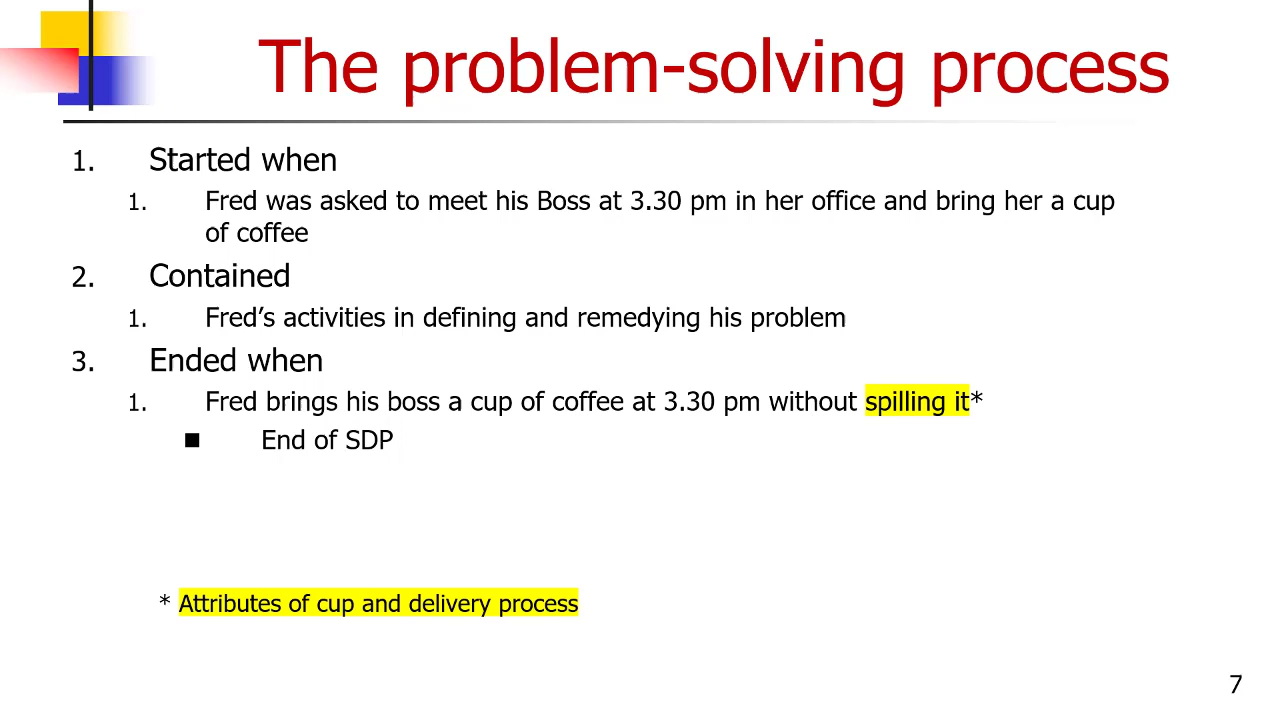 The problem-solving process
1. Started when
1. Fred was asked to meet his Boss at 3.30 pm in her office and bring her a cup
of coffee
2. Contained
1. Fred’s activities in defining and remedying his problem
3. Ended when
1. Fred brings his boss a cup of coffee at 3.30 pm without spilling it*
■ End of SDP
* Attributes of cup and delivery process
7